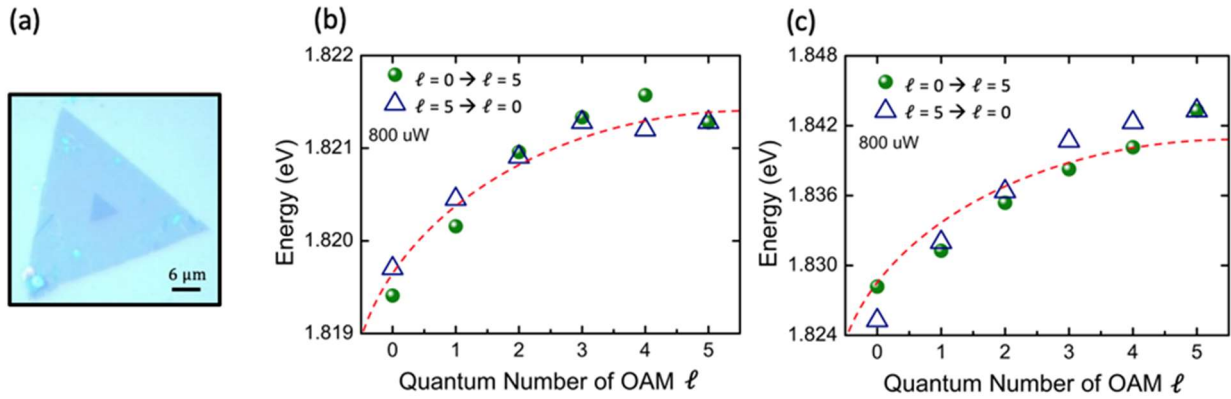 (a)
6 μm
(b)
1.822
1.821
1.820
1.819
Energy (eV)
ℓ = 0 → ℓ = 5
ℓ = 5 → ℓ = 0
800 uW
0 1 2 3 4 5
Quantum Number of OAM ℓ
(c)
1.848
1.842
1.836
1.830
1.824
Energy (eV)
ℓ = 0 → ℓ = 5
ℓ = 5 → ℓ = 0
800 uW
0 1 2 3 4 5
Quantum Number of OAM ℓ